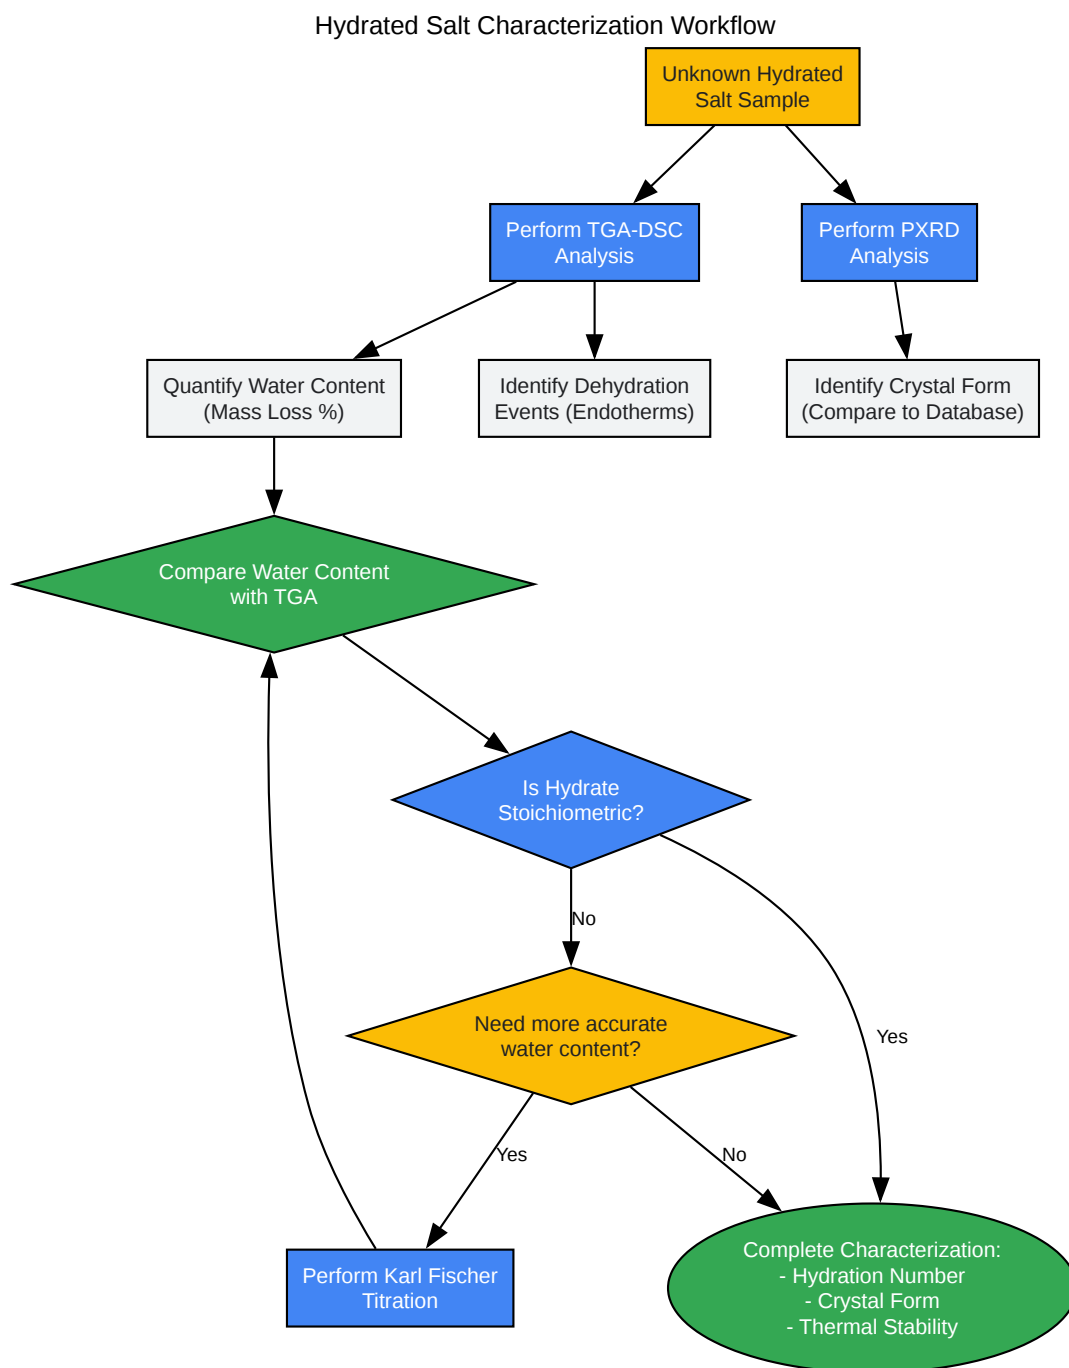 Hydrated Salt Characterization Workflow
Unknown Hydrated
Salt Sample
Perform TGA-DSC
Analysis
Perform PXRD
Analysis
Quantify Water Content
(Mass Loss %)
Identify Dehydration
Events (Endotherms)
Identify Crystal Form
(Compare to Database)
Compare Water Content
with TGA
Is Hydrate
Stoichiometric?
No
Need more accurate
water content?
Yes
Yes
No
Perform Karl Fischer
Titration
Complete Characterization:
- Hydration Number
- Crystal Form
- Thermal Stability